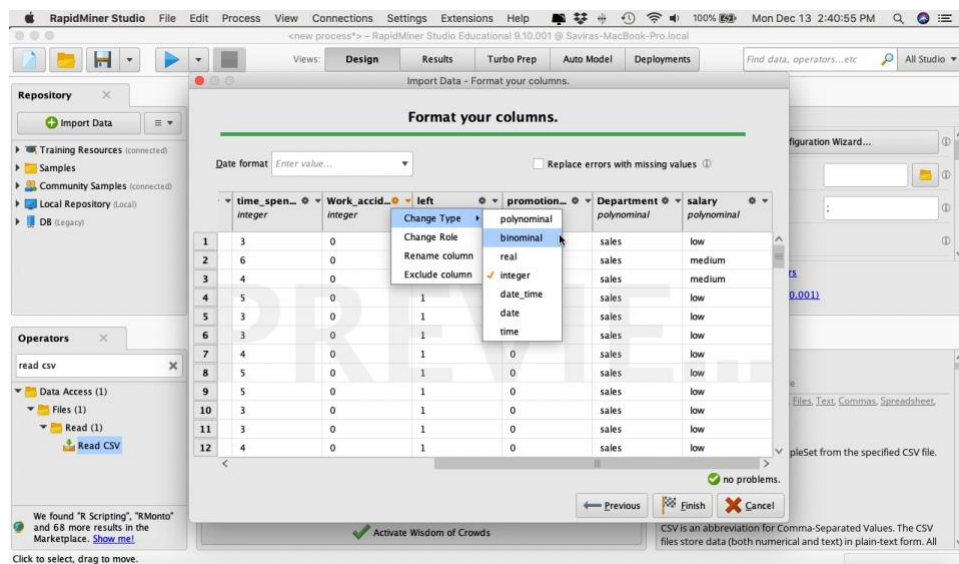 RapidMiner Studio File Edit Process View Connections Settings Extensions Help 100% Mon Dec 13 2:40:55 PM
<new process*> – RapidMiner Studio Educational 9.10.001 @ Saviras-MacBook-Pro.local
Views: Design Results Turbo Prep Auto Model Deployments Find data, operators...etc All Studio
Import Data - Format your columns.
Repository
Import Data
Training Resources (connected)
Samples
Community Samples (connected)
Local Repository (Local)
DB (Legacy)
Format your columns.
Date format Enter value... Replace errors with missing values
time_spen... Work_accid... left promotion... Department salary
integer integer polynominal polynominal
Change Type
Change Role
Rename column
Exclude column
polynominal
binominal
real
integer
date_time
date
time
1 3 0 sales low
2 6 0 sales medium
3 4 0 sales medium
4 5 0 1 sales low
5 3 0 1 sales low
6 3 0 1 sales low
7 4 0 1 0 sales low
8 5 0 1 0 sales low
9 5 0 1 0 sales low
10 3 0 1 0 sales low
11 3 0 1 0 sales low
12 4 0 1 0 sales low
PREVIE...
no problems.
Previous Finish Cancel
figuration Wizard...
;
0.001)
Operators
read csv
Data Access (1)
Files (1)
Read (1)
Read CSV
Files, Text, Commas, Spreadsheet,
pleSet from the specified CSV file.
We found "R Scripting", "RMonto"
and 68 more results in the
Marketplace. Show me!
Activate Wisdom of Crowds
CSV is an abbreviation for Comma-Separated Values. The CSV
files store data (both numerical and text) in plain-text form. All
Click to select, drag to move.